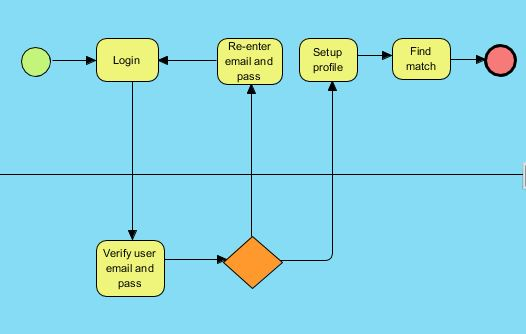 Login
Re-enter
email and
pass
Setup
profile
Find
match
Verify user
email and
pass